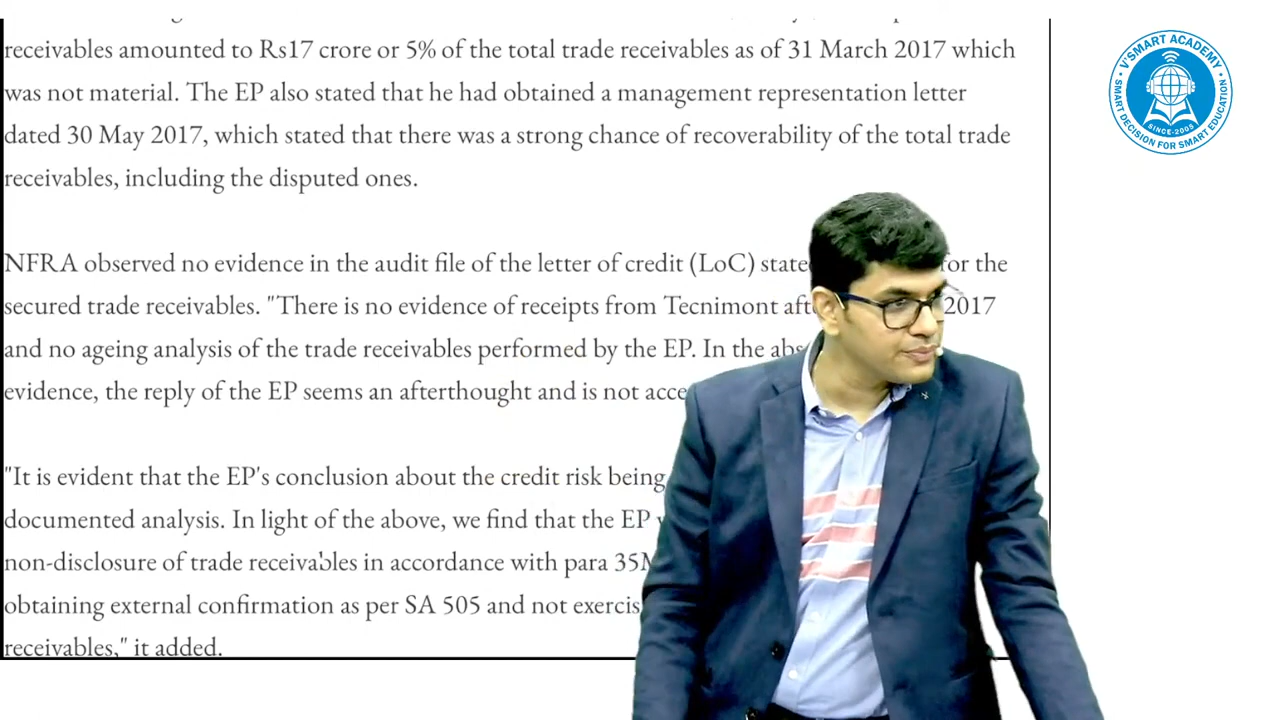 receivables amounted to Rs17 crore or 5% of the total trade receivables as of 31 March 2017 which
was not material. The EP also stated that he had obtained a management representation letter
dated 30 May 2017, which stated that there was a strong chance of recoverability of the total trade
receivables, including the disputed ones.
NFRA observed no evidence in the audit file of the letter of credit (LoC) for the
secured trade receivables. "There is no evidence of receipts from Tecnimont 2017
and no ageing analysis of the trade receivables performed by the EP. In the
evidence, the reply of the EP seems an afterthought and is not
"It is evident that the EP's conclusion about the credit risk being
documented analysis. In light of the above, we find that the EP
non-disclosure of trade receivables in accordance with para
obtaining external confirmation as per SA 505 and not
receivables," it added.
V'SMART ACADEMY
SMART DECISION FOR SMART EDUCATION
SINCE-2005